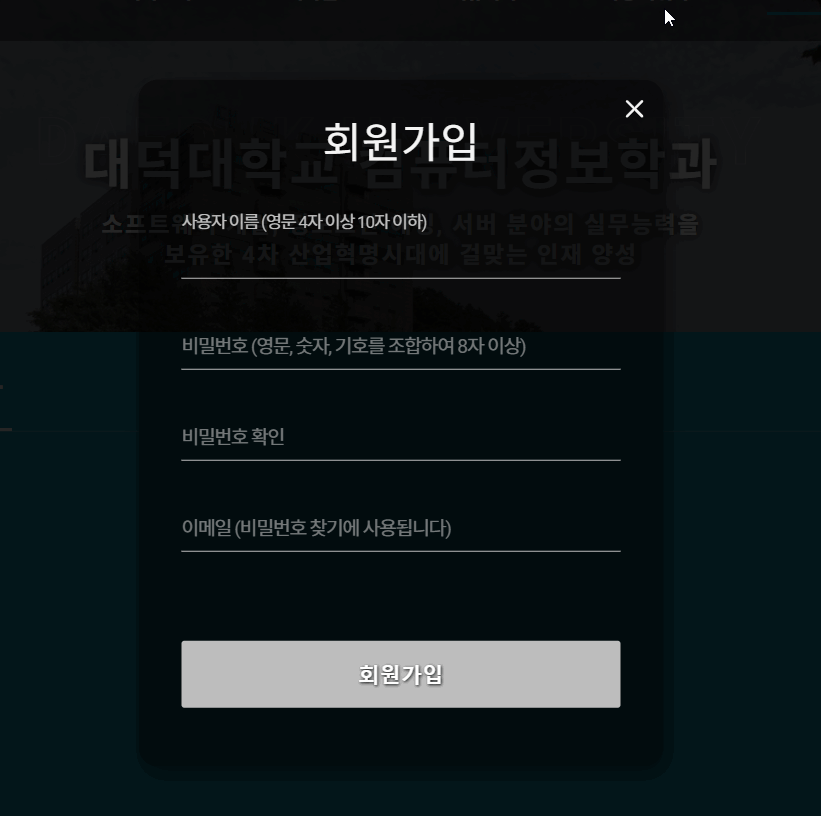 회원가입
대덕대학교 컴퓨터정보학과
사용자 이름 (영문 4자 이상 10자 이하)
소프트웨 서버 분야의 실무능력을
보유한 4차 산업혁명시대에 걸맞는 인재 양성
비밀번호 (영문, 숫자, 기호를 조합하여 8자 이상)
비밀번호 확인
이메일 (비밀번호 찾기에 사용됩니다)
회원가입